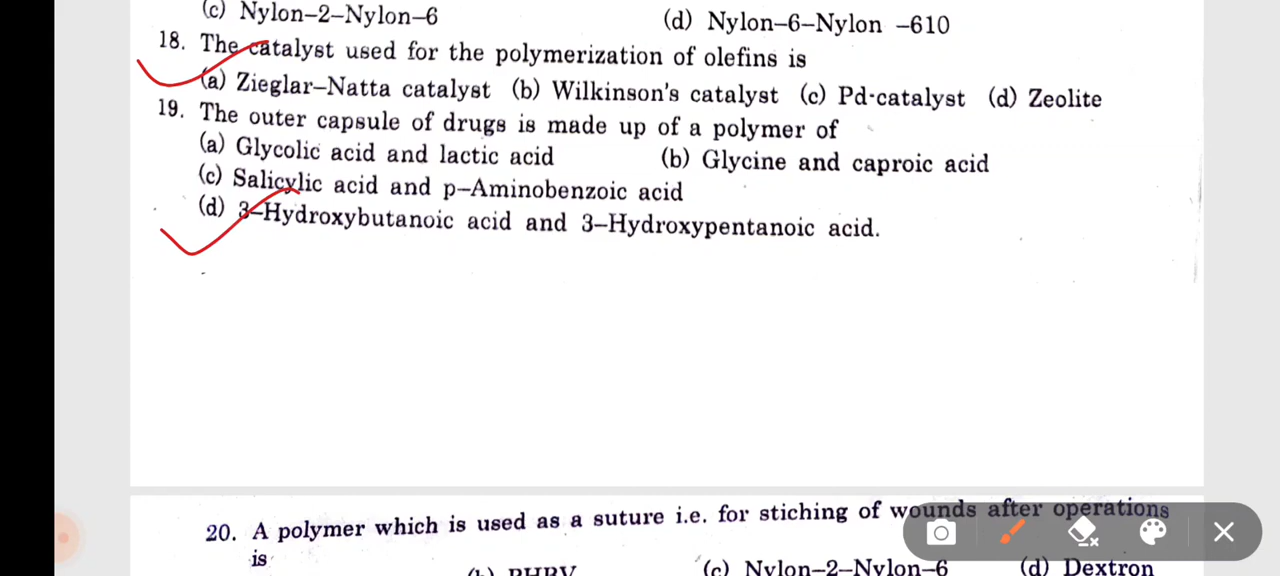 (c) Nylon–2–Nylon–6 (d) Nylon–6–Nylon –610
18. The catalyst used for the polymerization of olefins is
(a) Zieglar–Natta catalyst (b) Wilkinson's catalyst (c) Pd-catalyst (d) Zeolite
19. The outer capsule of drugs is made up of a polymer of
(a) Glycolic acid and lactic acid (b) Glycine and caproic acid
(c) Salicylic acid and p–Aminobenzoic acid
(d) 3–Hydroxybutanoic acid and 3–Hydroxypentanoic acid.
20. A polymer which is used as a suture i.e. for stiching of wounds after operations
is
(b) PHBV (c) Nylon–2–Nylon–6 (d) Dextron